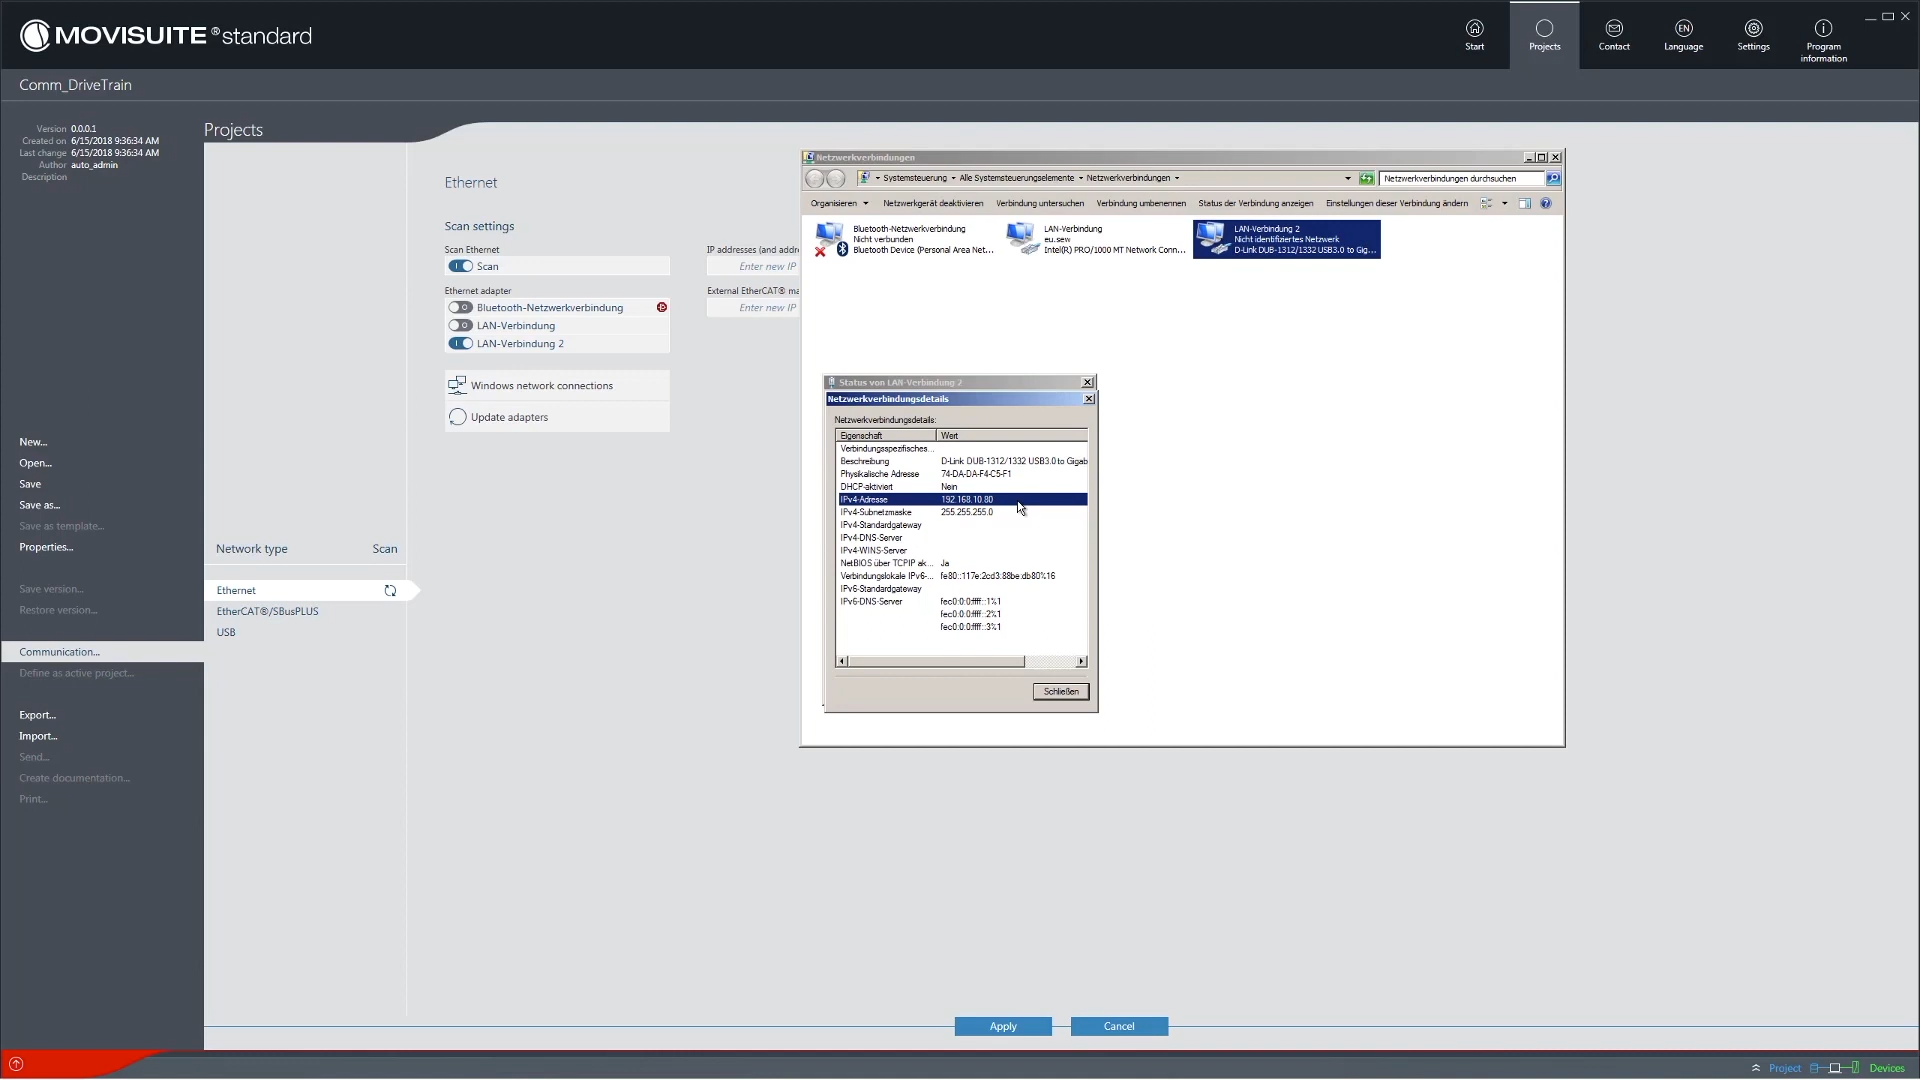 MOVISUITE® standard
Start
Projects
Contact
EN
Language
Settings
Program
information
Comm_DriveTrain
Version 0.0.0.1
Created on 6/15/2018 9:36:34 AM
Last change 6/15/2018 9:36:34 AM
Author auto_admin
Description
Projects
New...
Open...
Save
Save as...
Save as template...
Properties...
Save version...
Restore version...
Communication...
Define as active project...
Export...
Import...
Send...
Create documentation...
Print...
Network type Scan
Ethernet
EtherCAT®/SBusPLUS
USB
Ethernet
Scan settings
Scan Ethernet
Scan
Ethernet adapter
Bluetooth-Netzwerkverbindung
LAN-Verbindung
LAN-Verbindung 2
Windows network connections
Update adapters
IP addresses (and addre
Enter new IP
External EtherCAT® ma
Enter new IP
Netzwerkverbindungen
Systemsteuerung Alle Systemsteuerungselemente Netzwerkverbindungen
Netzwerkverbindungen durchsuchen
Organisieren Netzwerkgerät deaktivieren Verbindung untersuchen Verbindung umbenennen Status der Verbindung anzeigen Einstellungen dieser Verbindung ändern
Bluetooth-Netzwerkverbindung
Nicht verbunden
Bluetooth Device (Personal Area Net...
LAN-Verbindung
eu.sew
Intel(R) PRO/1000 MT Network Conn...
LAN-Verbindung 2
Nicht identifiziertes Netzwerk
D-Link DUB-1312/1332 USB3.0 to Gig...
Status von LAN-Verbindung 2
Netzwerkverbindungsdetails
Netzwerkverbindungsdetails:
Eigenschaft Wert
Verbindungsspezifisches...
Beschreibung D-Link DUB-1312/1332 USB3.0 to Gigab
Physikalische Adresse 74-DA-DA-F4-C5-F1
DHCP-aktiviert Nein
IPv4-Adresse 192.168.10.80
IPv4-Subnetzmaske 255.255.255.0
IPv4-Standardgateway
IPv4-DNS-Server
IPv4-WINS-Server
NetBIOS über TCPIP ak... Ja
Verbindungslokale IPv6-... fe80::117e:2cd3:88be:db80%16
IPv6-Standardgateway
IPv6-DNS-Server fec0:0:0:ffff::1%1
fec0:0:0:ffff::2%1
fec0:0:0:ffff::3%1
Schließen
Apply
Cancel
Project
Devices